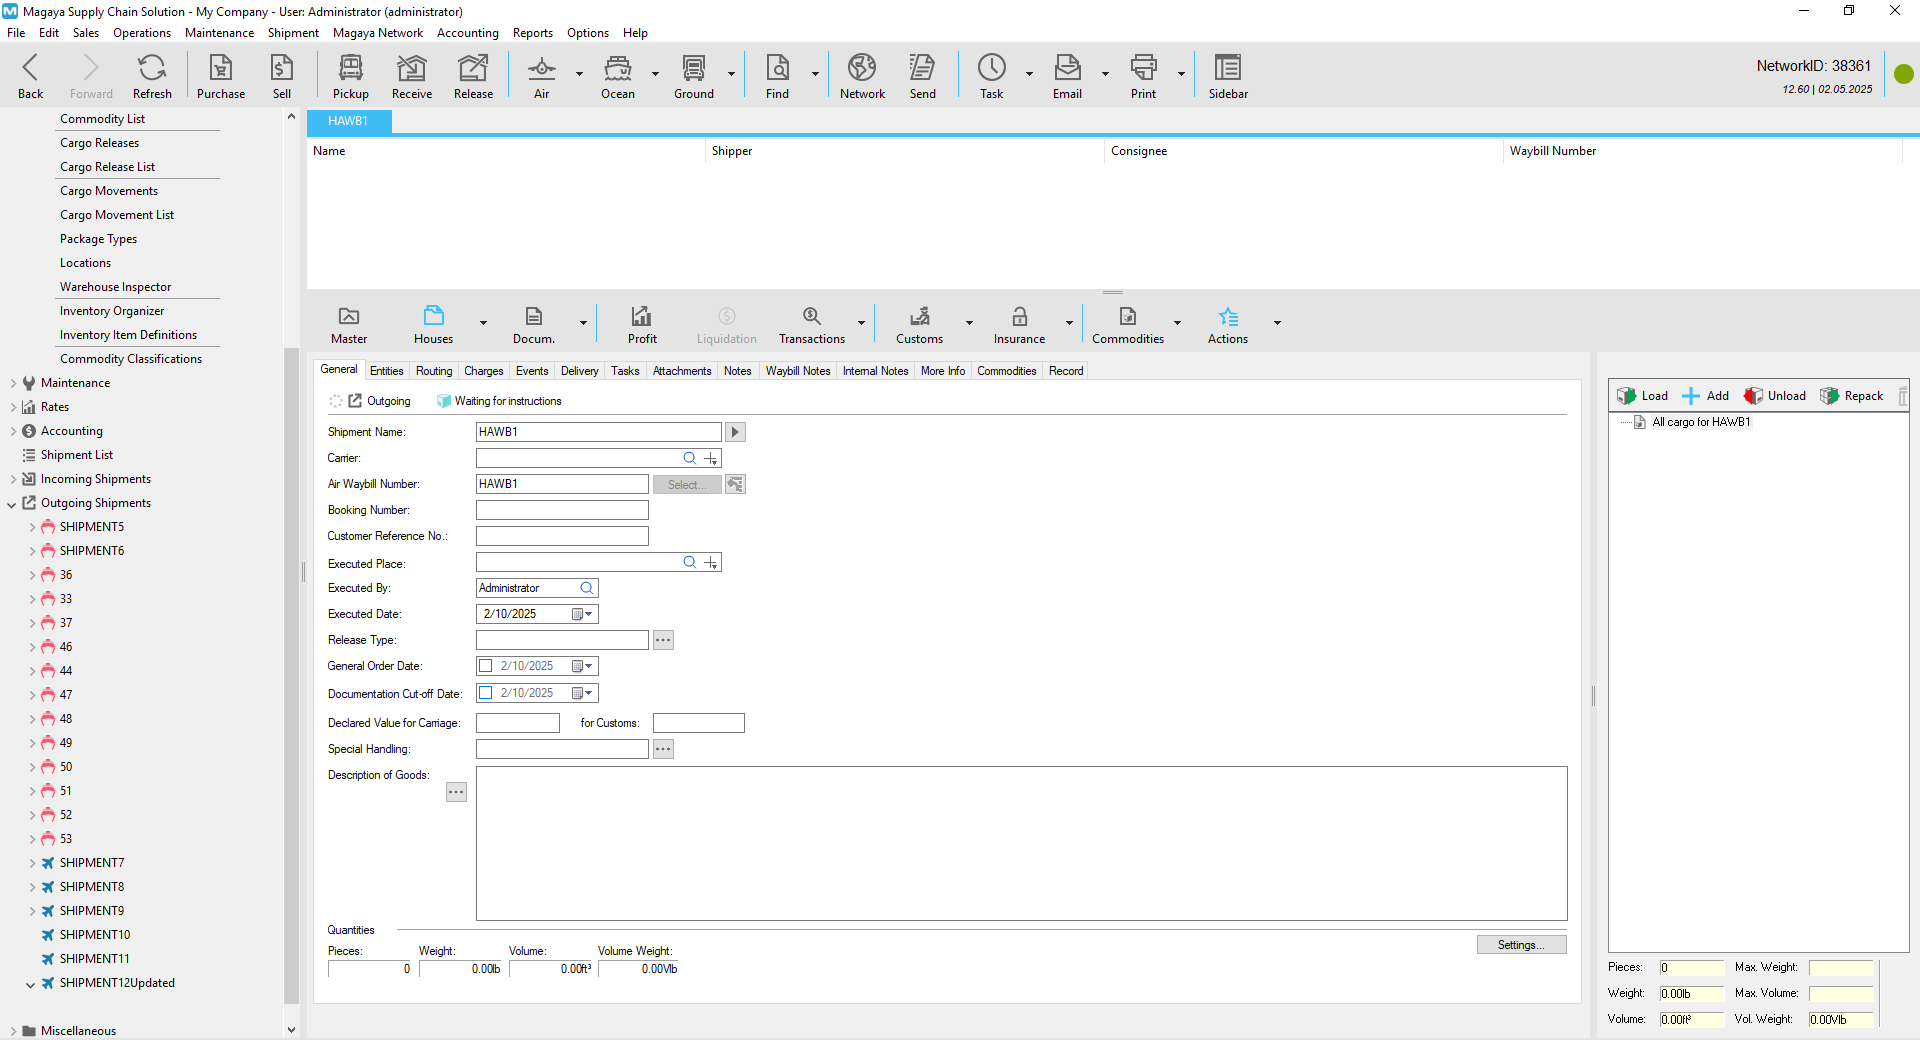 Magaya Supply Chain Solution - My Company - User: Administrator (administrator)
File Edit Sales Operations Maintenance Shipment Magaya Network Accounting Reports Options Help
Back Forward Refresh Purchase Sell Pickup Receive Release Air Ocean Ground Find Network Send Task Email Print Sidebar
NetworkID: 38361
12.60 | 02.05.2025
Commodity List
Cargo Releases
Cargo Release List
Cargo Movements
Cargo Movement List
Package Types
Locations
Warehouse Inspector
Inventory Organizer
Inventory Item Definitions
Commodity Classifications
Maintenance
Rates
Accounting
Shipment List
Incoming Shipments
Outgoing Shipments
SHIPMENT5
SHIPMENT6
36
33
37
46
44
47
48
49
50
51
52
53
SHIPMENT7
SHIPMENT8
SHIPMENT9
SHIPMENT10
SHIPMENT11
SHIPMENT12Updated
Miscellaneous
HAWB1
Name Shipper Consignee Waybill Number
Master Houses Docum. Profit Liquidation Transactions Customs Insurance Commodities Actions
General Entities Routing Charges Events Delivery Tasks Attachments Notes Waybill Notes Internal Notes More Info Commodities Record
Outgoing Waiting for instructions
Shipment Name: HAWB1
Carrier:
Air Waybill Number: HAWB1 Select...
Booking Number:
Customer Reference No.:
Executed Place:
Executed By: Administrator
Executed Date: 2/10/2025
Release Type:
General Order Date: 2/10/2025
Documentation Cut-off Date: 2/10/2025
Declared Value for Carriage: for Customs:
Special Handling:
Description of Goods:
Quantities
Settings...
Pieces: Weight: Volume: Volume Weight:
0 0.00lb 0.00ft³ 0.00Vlb
Load Add Unload Repack
All cargo for HAWB1
Pieces: 0 Max. Weight:
Weight: 0.00lb Max. Volume:
Volume: 0.00ft³ Vol. Weight: 0.00Vlb